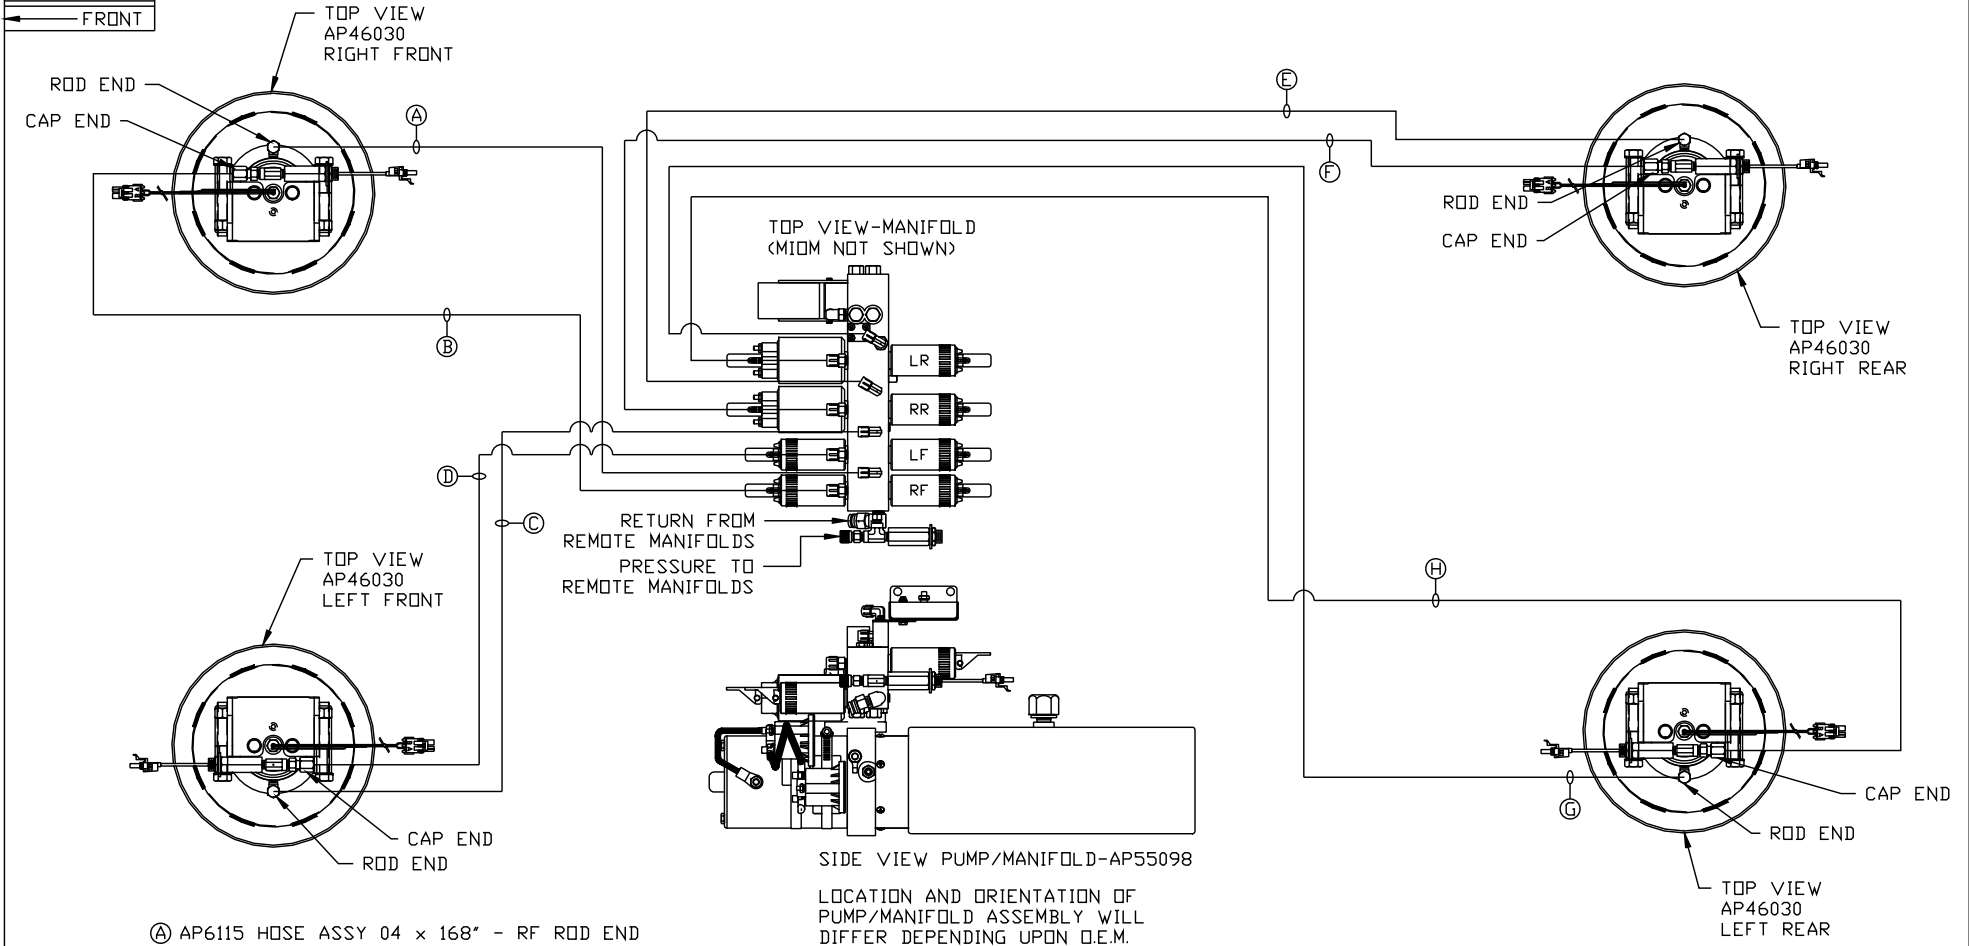 FRONT
TOP VIEW
AP46030
RIGHT FRONT
ROD END
CAP END
A
B
E
F
ROD END
CAP END
TOP VIEW
AP46030
RIGHT REAR
TOP VIEW-MANIFOLD
(MIOM NOT SHOWN)
LR
RR
LF
RF
D
C
RETURN FROM
REMOTE MANIFOLDS
PRESSURE TO
REMOTE MANIFOLDS
H
TOP VIEW
AP46030
LEFT FRONT
CAP END
ROD END
G
CAP END
ROD END
TOP VIEW
AP46030
LEFT REAR
SIDE VIEW PUMP/MANIFOLD-AP55098
LOCATION AND ORIENTATION OF
PUMP/MANIFOLD ASSEMBLY WILL
DIFFER DEPENDING UPON O.E.M.
A AP6115 HOSE ASSY 04 x 168" - RF ROD END